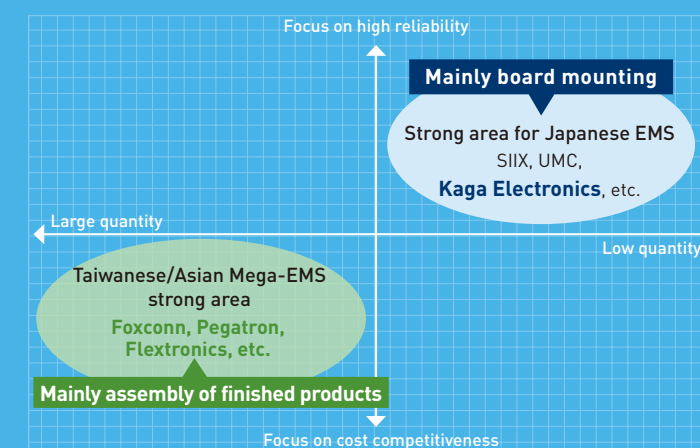 Focus on high reliability
Mainly board mounting
Strong area for Japanese EMS
SIIX, UMC,
Kaga Electronics, etc.
Large quantity
Low quantity
Taiwanese/Asian Mega-EMS
strong area
Foxconn, Pegatron,
Flextronics, etc.
Mainly assembly of finished products
Focus on cost competitiveness